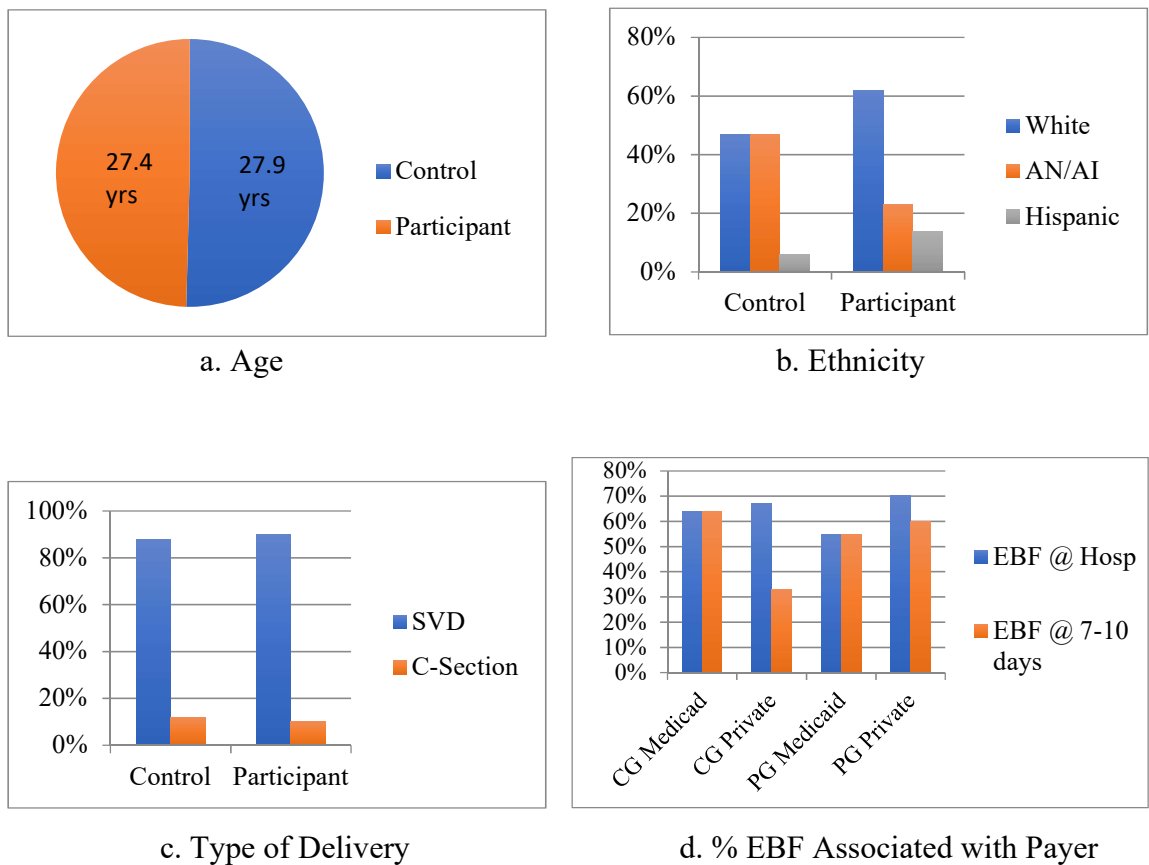 27.4
yrs
27.9
yrs
Control
Participant
a. Age
80%
60%
40%
20%
0%
Control
Participant
White
AN/AI
Hispanic
b. Ethnicity
100%
80%
60%
40%
20%
0%
Control
Participant
SVD
C-Section
c. Type of Delivery
80%
70%
60%
50%
40%
30%
20%
10%
0%
CG Medicad
CG Private
PG Medicaid
PG Private
EBF @ Hosp
EBF @ 7-10
days
d. % EBF Associated with Payer